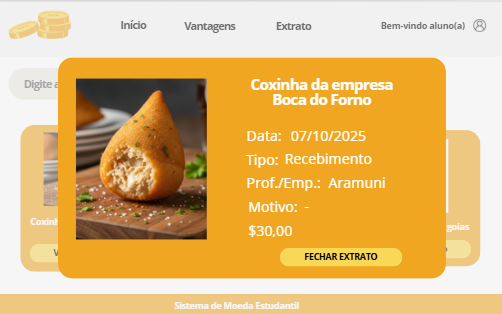 Início
Vantagens
Extrato
Bem-vindo aluno(a)
Digite a
Coxinha da empresa
Boca do Forno
Data: 07/10/2025
Tipo: Recebimento
Prof./Emp.: Aramuni
Motivo: -
$30,00
FECHAR EXTRATO
Coxinh
goias
Sistema de Moeda Estudantil